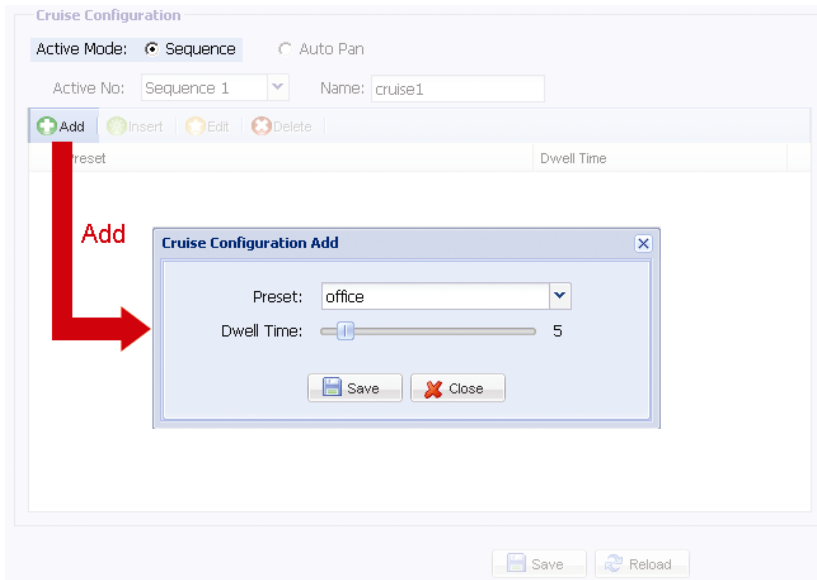 Cruise Configuration
Active Mode: Sequence Auto Pan
Active No: Sequence 1 Name: cruise1
Add Insert Edit Delete
Preset Dwell Time
Add
Cruise Configuration Add
Preset: office
Dwell Time: 5
Save Close
Save Reload